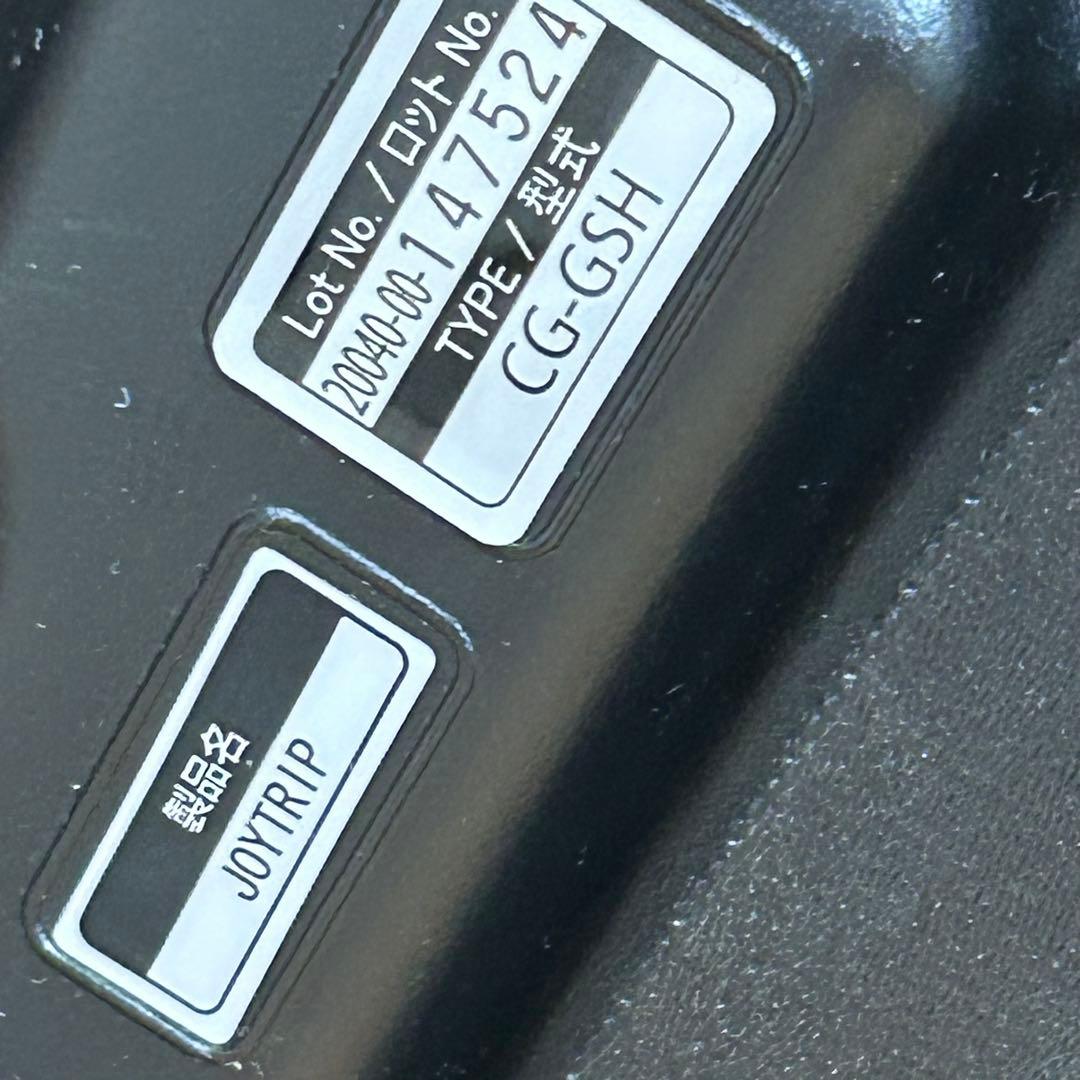 Lot No. / ロット No.
20040-00-147524
TYPE / 型式
CG-GSH
製品名
JOYTRIP